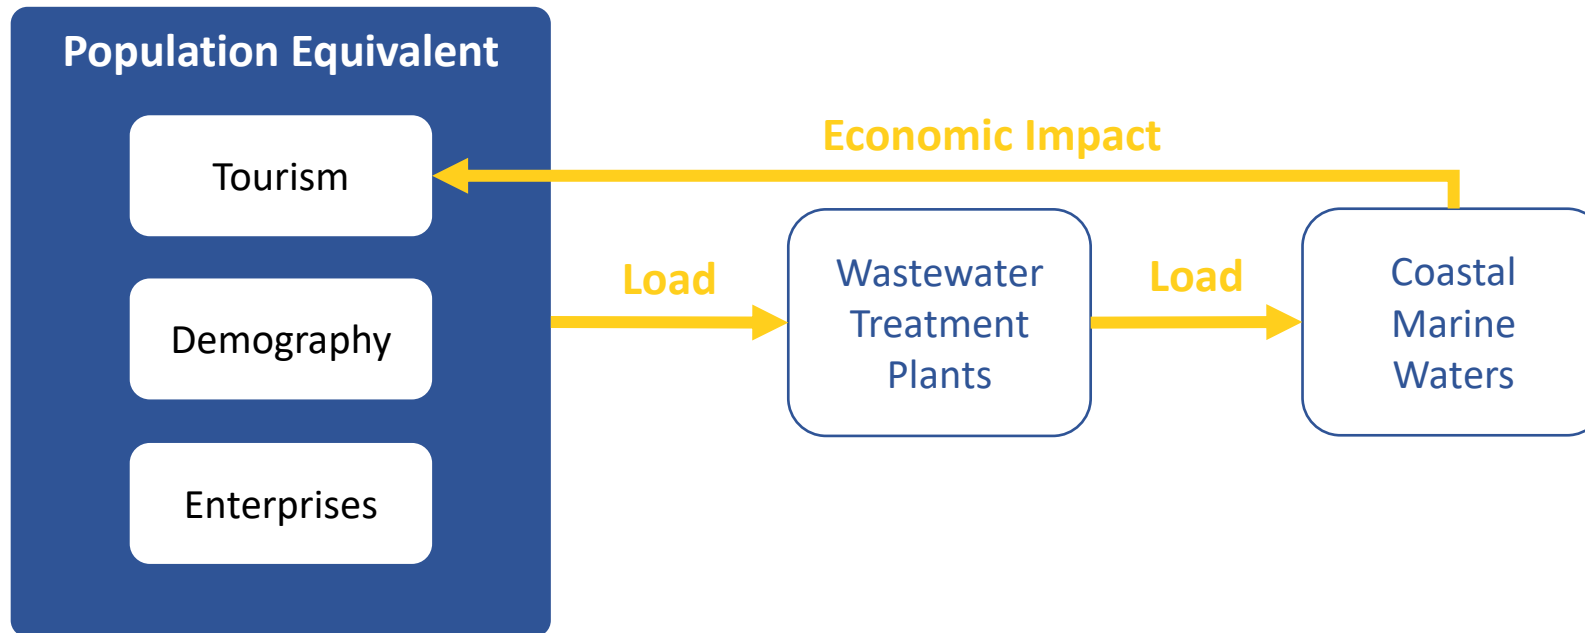 Population Equivalent
Tourism
Demography
Enterprises
Economic Impact
Load
Wastewater
Treatment
Plants
Load
Coastal
Marine
Waters